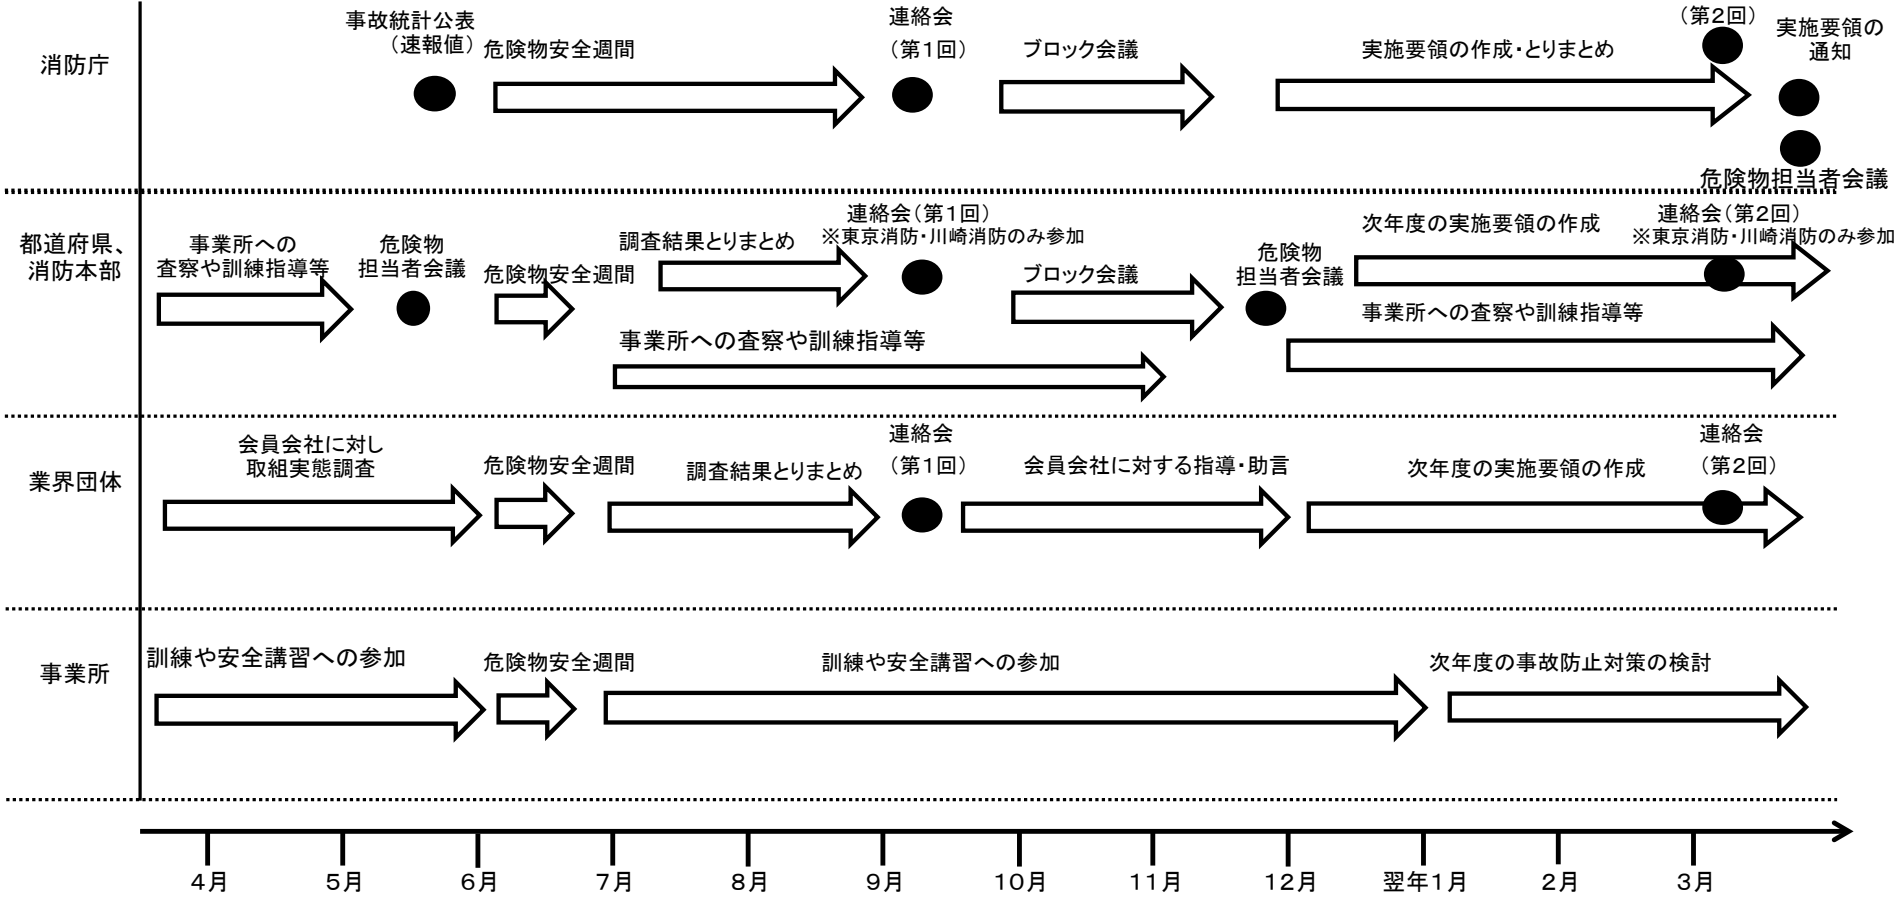 消防庁
事故統計公表
（速報値）
危険物安全週間
連絡会
（第１回）
ブロック会議
実施要領の作成・とりまとめ
（第２回）
実施要領の
通知
危険物担当者会議
都道府県、
消防本部
事業所への
査察や訓練指導等
危険物
担当者会議
危険物安全週間
調査結果とりまとめ
連絡会（第１回）
※東京消防・川崎消防のみ参加
事業所への査察や訓練指導等
ブロック会議
危険物
担当者会議
次年度の実施要領の作成
連絡会（第２回）
※東京消防・川崎消防のみ参加
事業所への査察や訓練指導等
業界団体
会員会社に対し
取組実態調査
危険物安全週間
調査結果とりまとめ
連絡会
（第１回）
会員会社に対する指導・助言
次年度の実施要領の作成
連絡会
（第２回）
事業所
訓練や安全講習への参加
危険物安全週間
訓練や安全講習への参加
次年度の事故防止対策の検討
４月 ５月 ６月 ７月 ８月 ９月 １０月 １１月 １２月 翌年１月 ２月 ３月